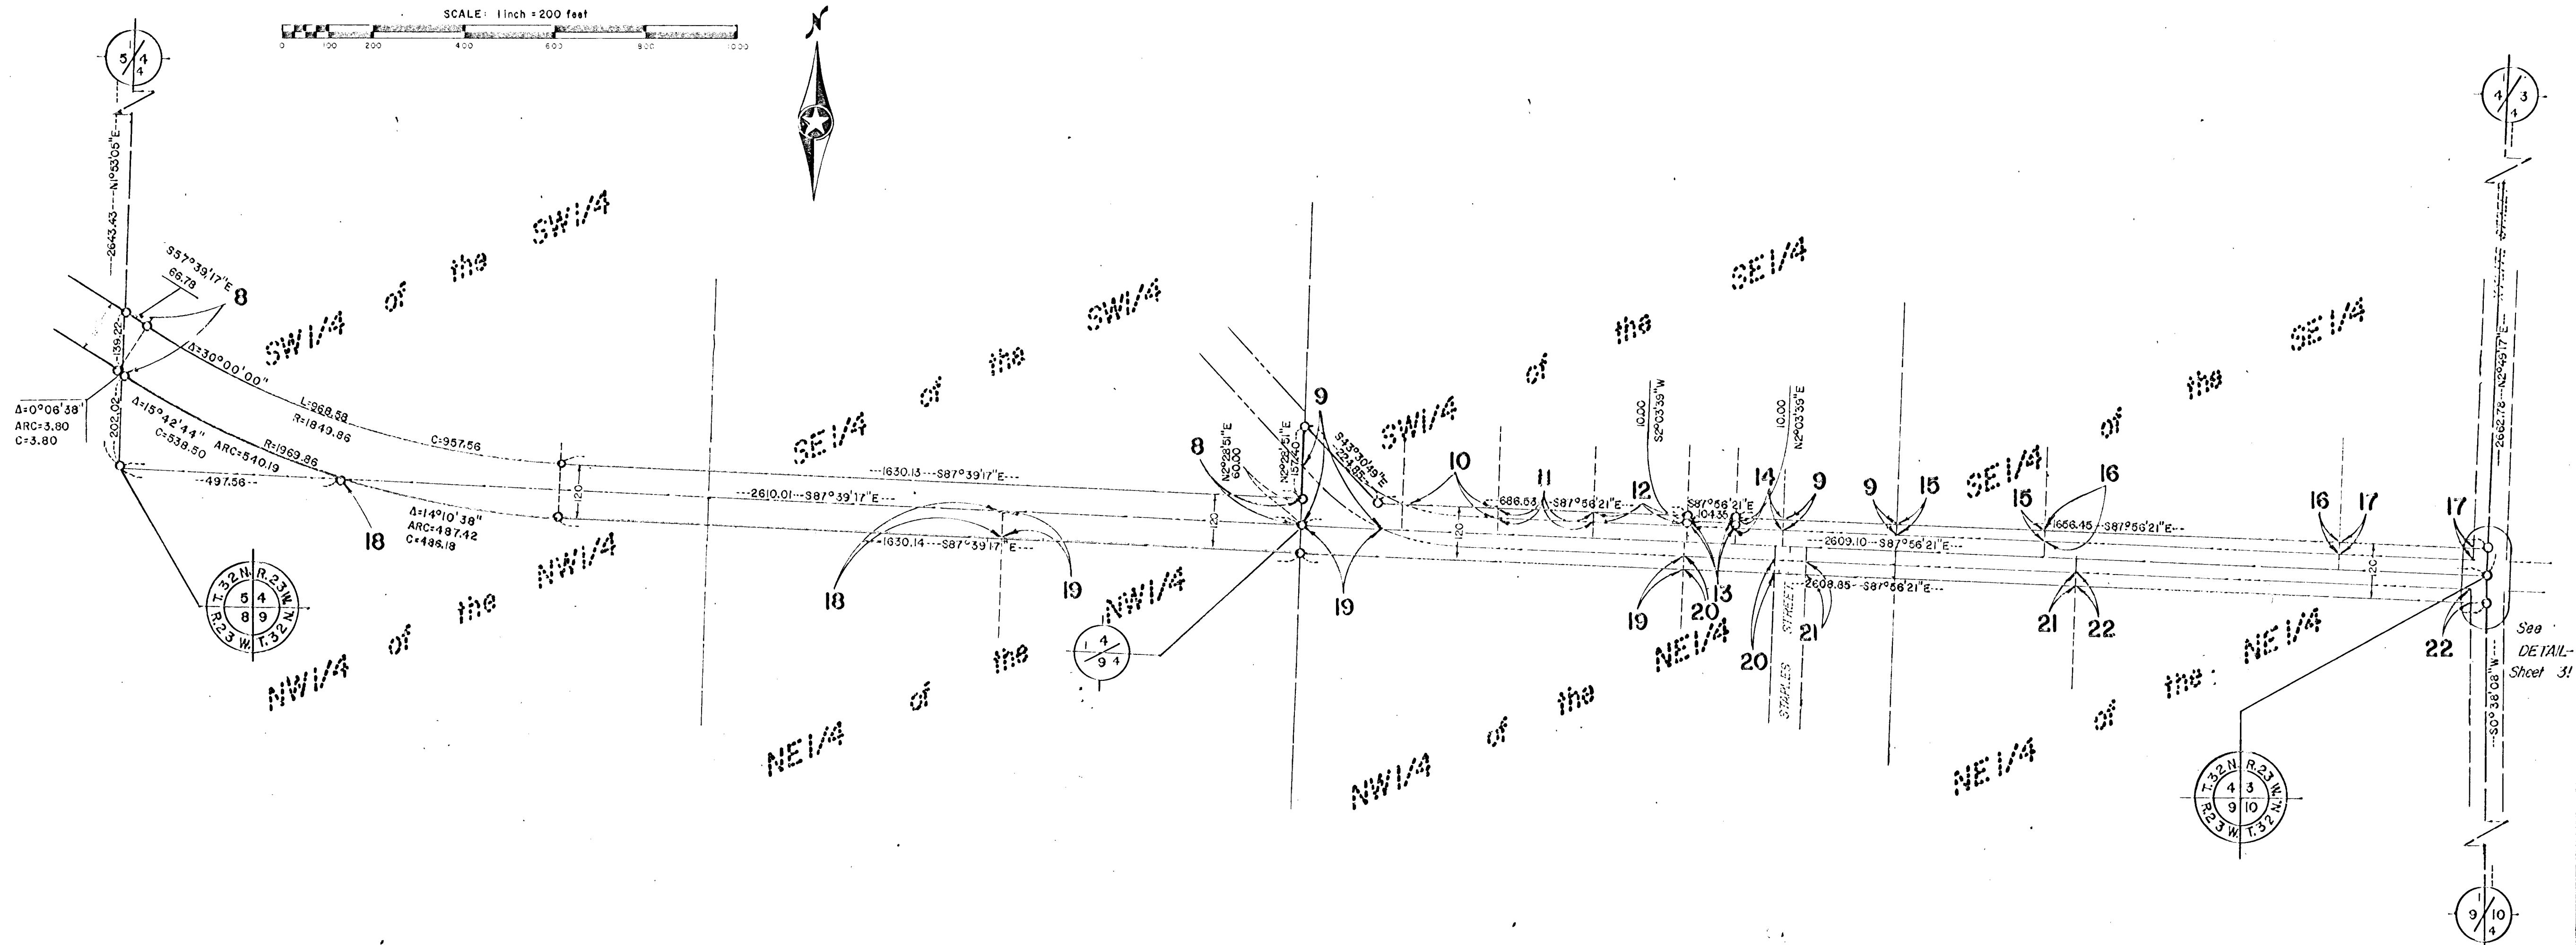 SCALE: 1 inch = 200 feet
0 100 200 400 600 800 1000
N
5 1/4 4
4 3 4
---2643.43---N1°53'05"E---
S57°39'17"E
66.78
8
139.22
202.02
Δ=0°06'38"
ARC=3.80
C=3.80
Δ=30°00'00"
L=968.58
R=1849.86
C=957.56
Δ=15°42'44"
C=538.50
ARC=540.19
R=1969.86
---497.56---
18
Δ=14°10'38"
ARC=487.42
C=486.18
120
T.32N. R.23W.
5 4
8 9
R.23W. T.32N.
SW1/4 of the SW1/4
NW1/4 of the NW1/4
SE1/4 of the SW1/4
NE1/4 of the NW1/4
---1630.13---S87°39'17"E---
---2610.01---S87°39'17"E---
---1630.14---S87°39'17"E---
18
19
120
8
9
N2°28'51"E
60.00
N2°28'51"E
157.40
S43°30'49"E
224.85
19
1 4
9 4
SW1/4 of the SE1/4
NW1/4 of the NE1/4
10
11
12
120
686.53 S87°56'21"E
10.00
S2°03'39"W
S87°56'21"E
104.35
10.00
N2°03'39"E
14
9
9
15
13
19
20
20
21
STAPLES STREET
---2609.10---S87°56'21"E---
---2608.85---S87°56'21"E---
SE1/4 of the SE1/4
NE1/4 of the NE1/4
15
16
16
17
17
1656.45---S87°56'21"E---
21
22
22
120
---2662.78---N2°49'17"E---
---S0°38'08"W---
See
DETAIL-
Sheet 3!
T.32N. R.23W.
4 3
9 10
R.23W. T.32N.
9 1/10 4